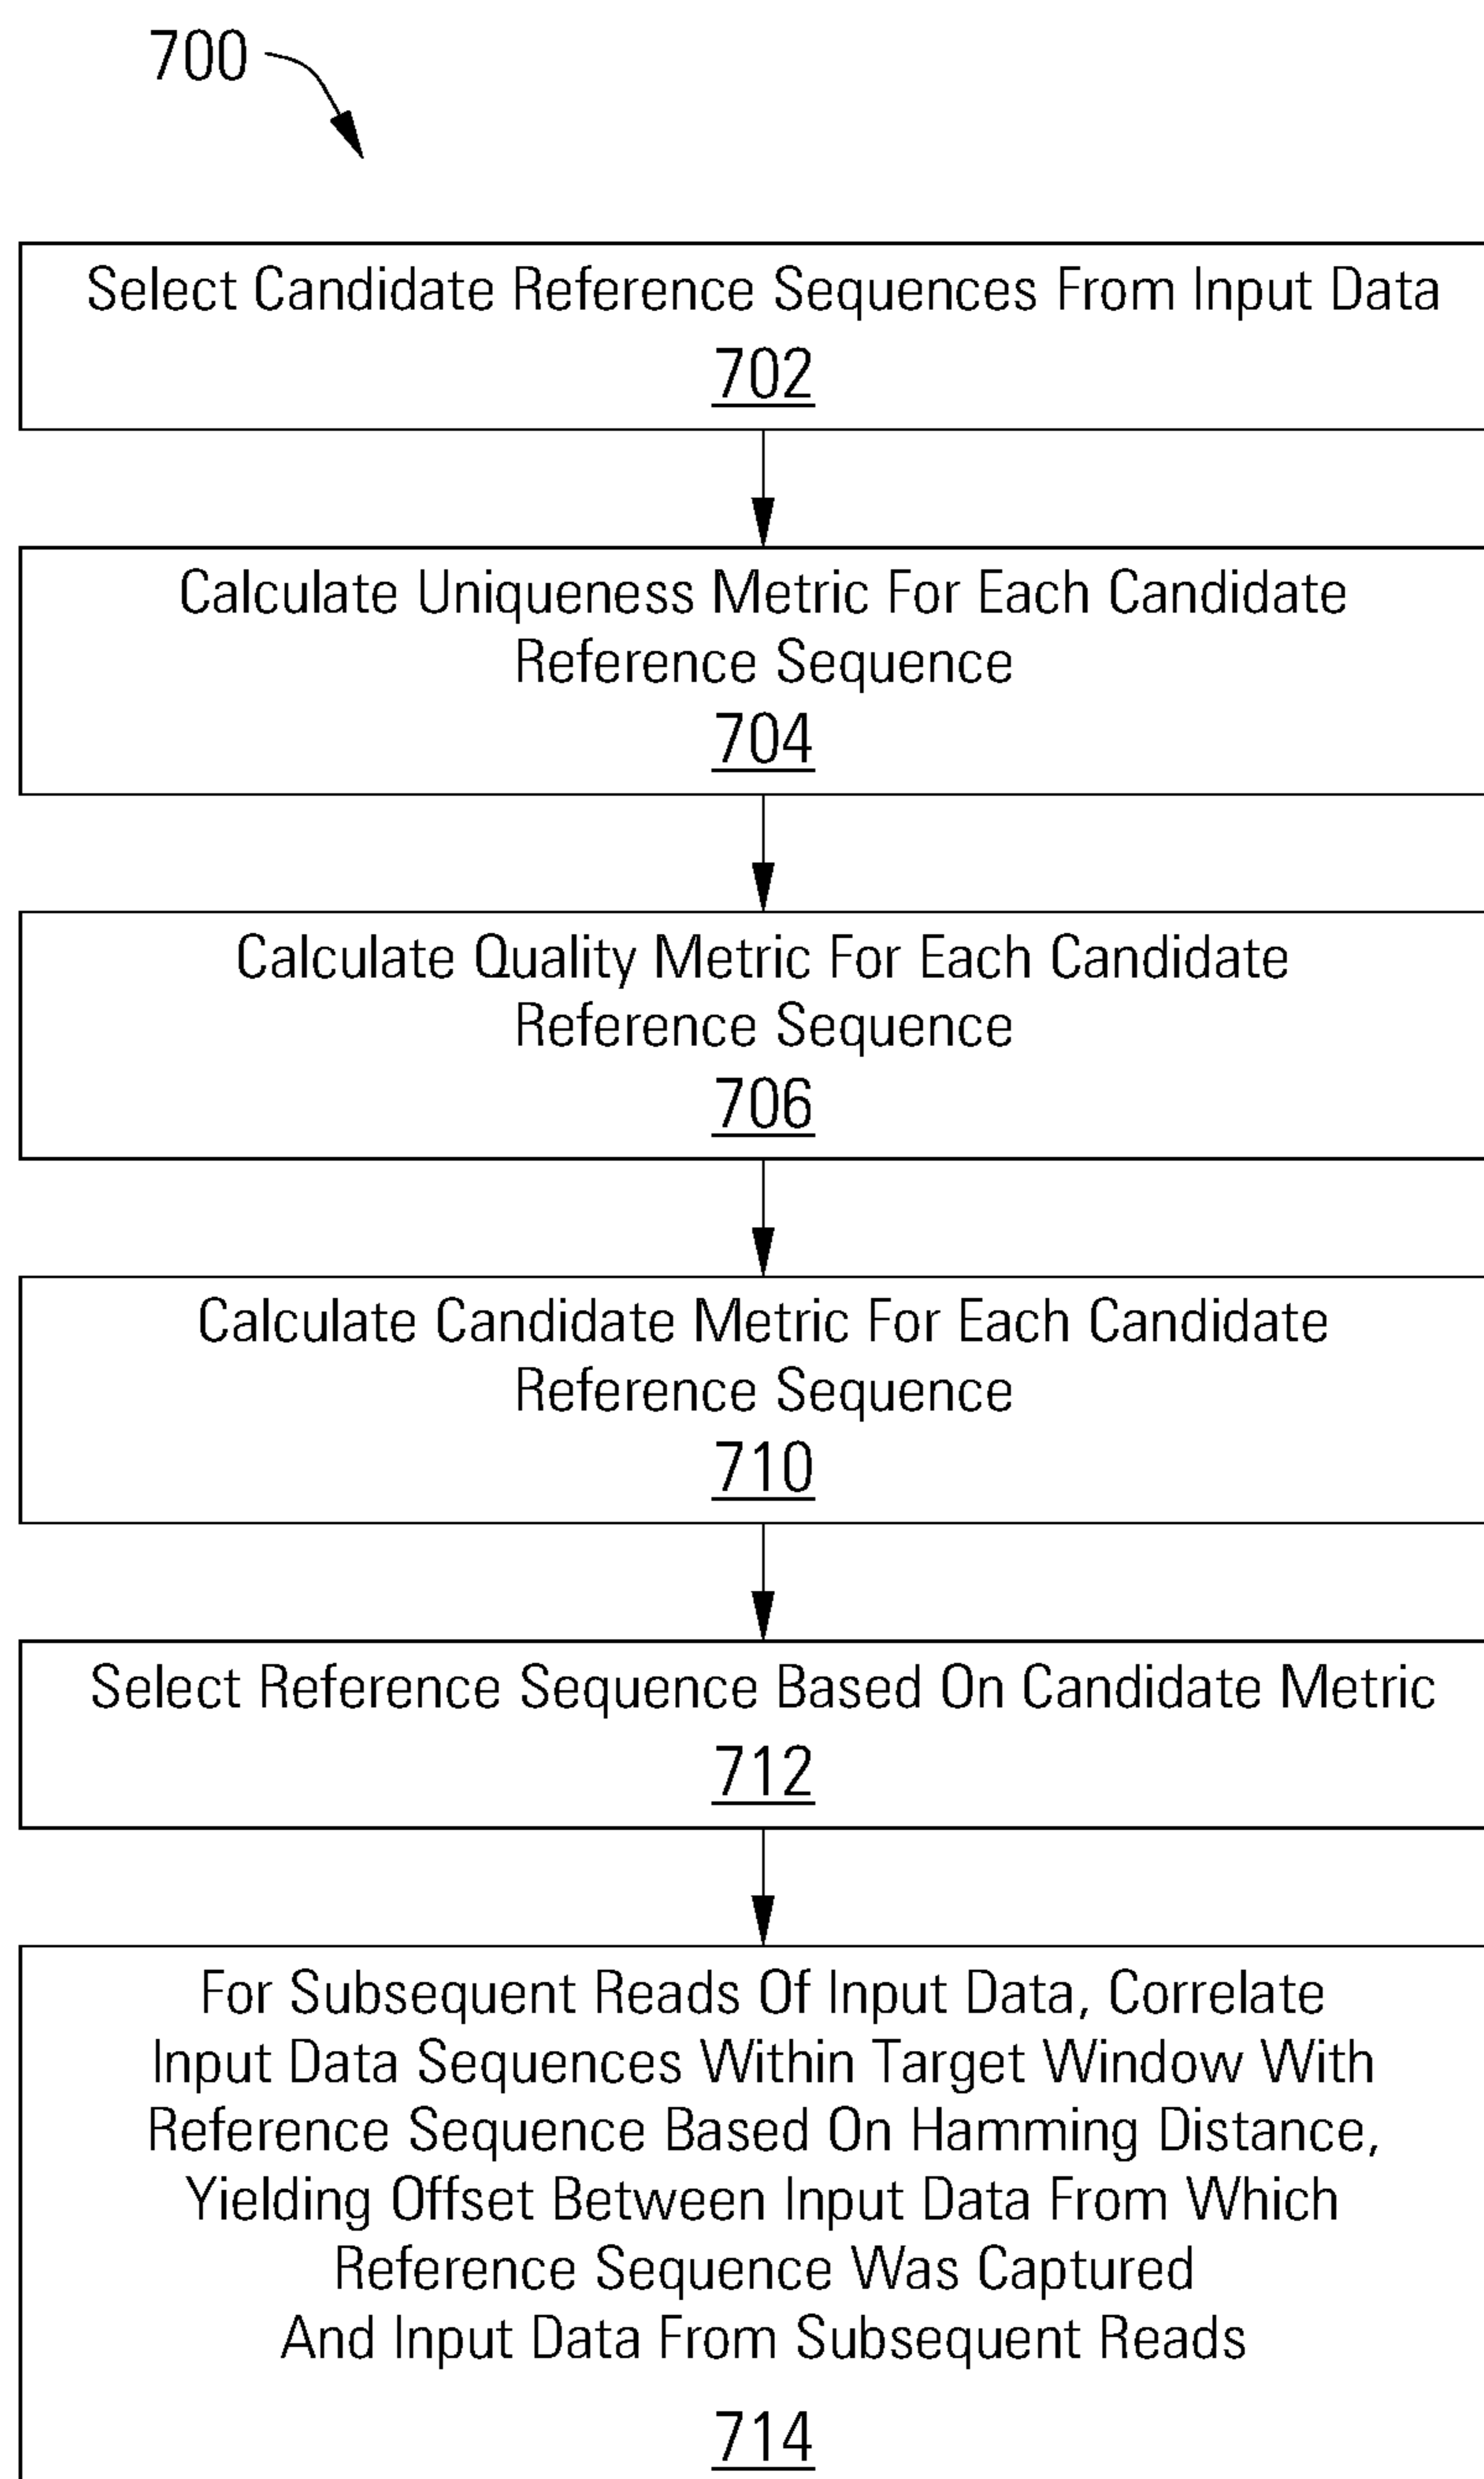 700
Select Candidate Reference Sequences From Input Data
702
Calculate Uniqueness Metric For Each Candidate
Reference Sequence
704
Calculate Quality Metric For Each Candidate
Reference Sequence
706
Calculate Candidate Metric For Each Candidate
Reference Sequence
710
Select Reference Sequence Based On Candidate Metric
712
For Subsequent Reads Of Input Data, Correlate
Input Data Sequences Within Target Window With
Reference Sequence Based On Hamming Distance,
Yielding Offset Between Input Data From Which
Reference Sequence Was Captured
And Input Data From Subsequent Reads
714